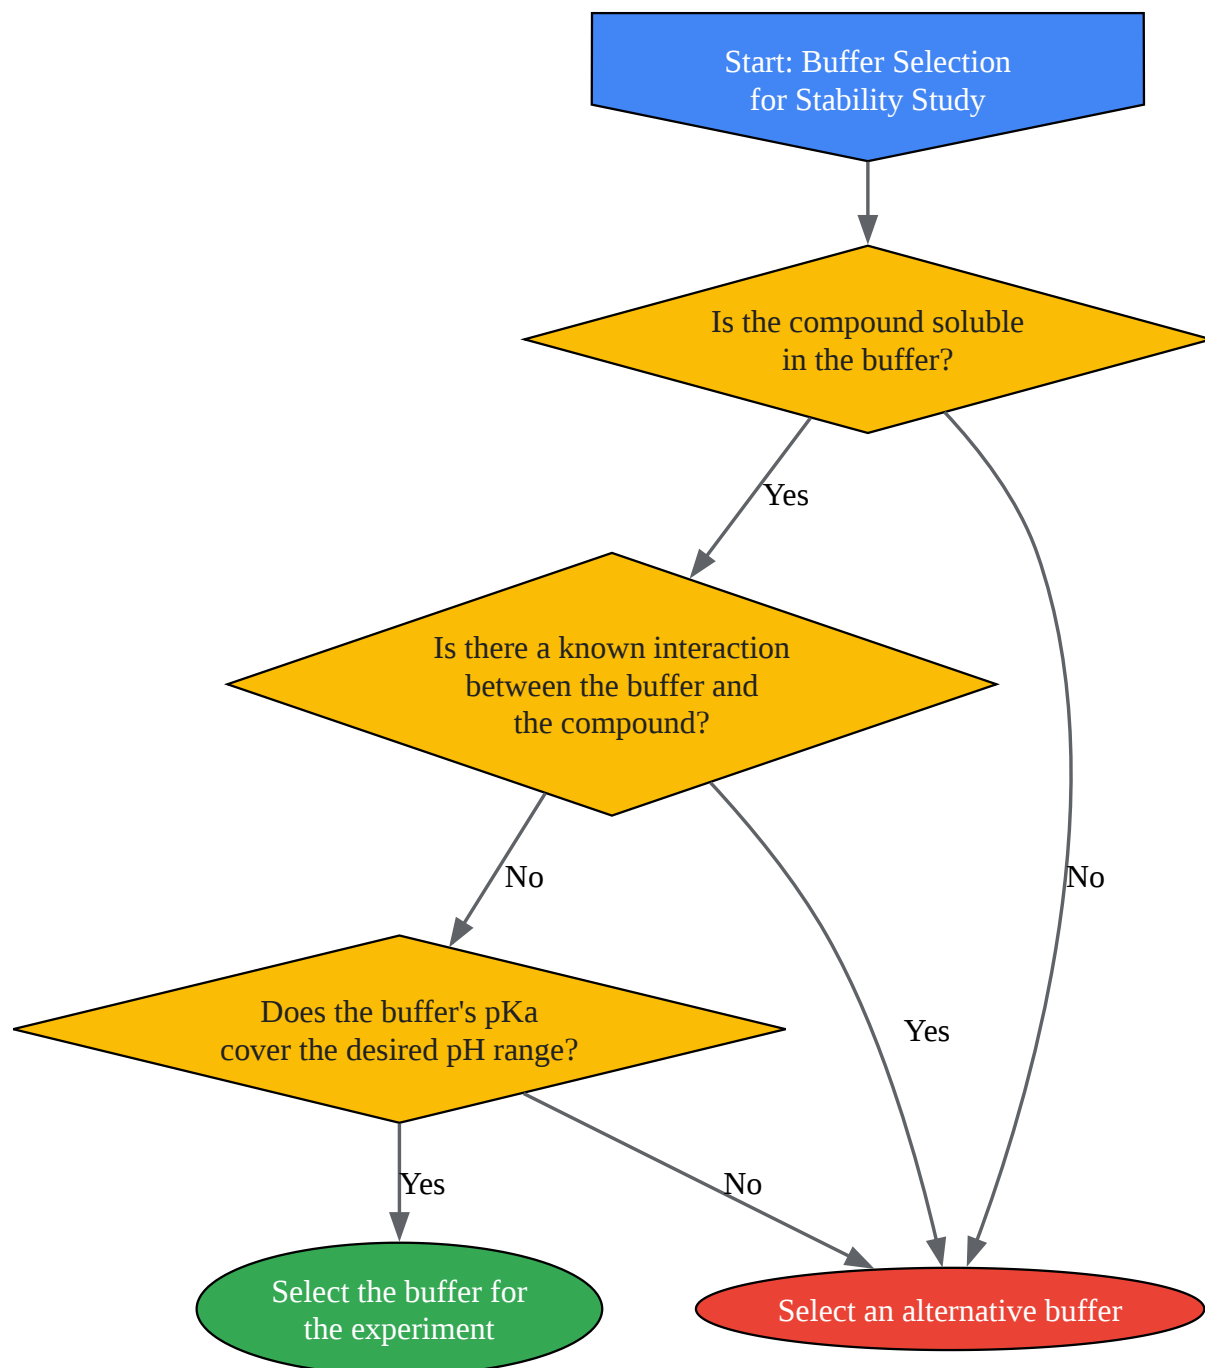 Start: Buffer Selection
for Stability Study
Is the compound soluble
in the buffer?
Yes
Is there a known interaction
between the buffer and
the compound?
No
No
Does the buffer's pKa
cover the desired pH range?
Yes
Yes
No
Select the buffer for
the experiment
Select an alternative buffer